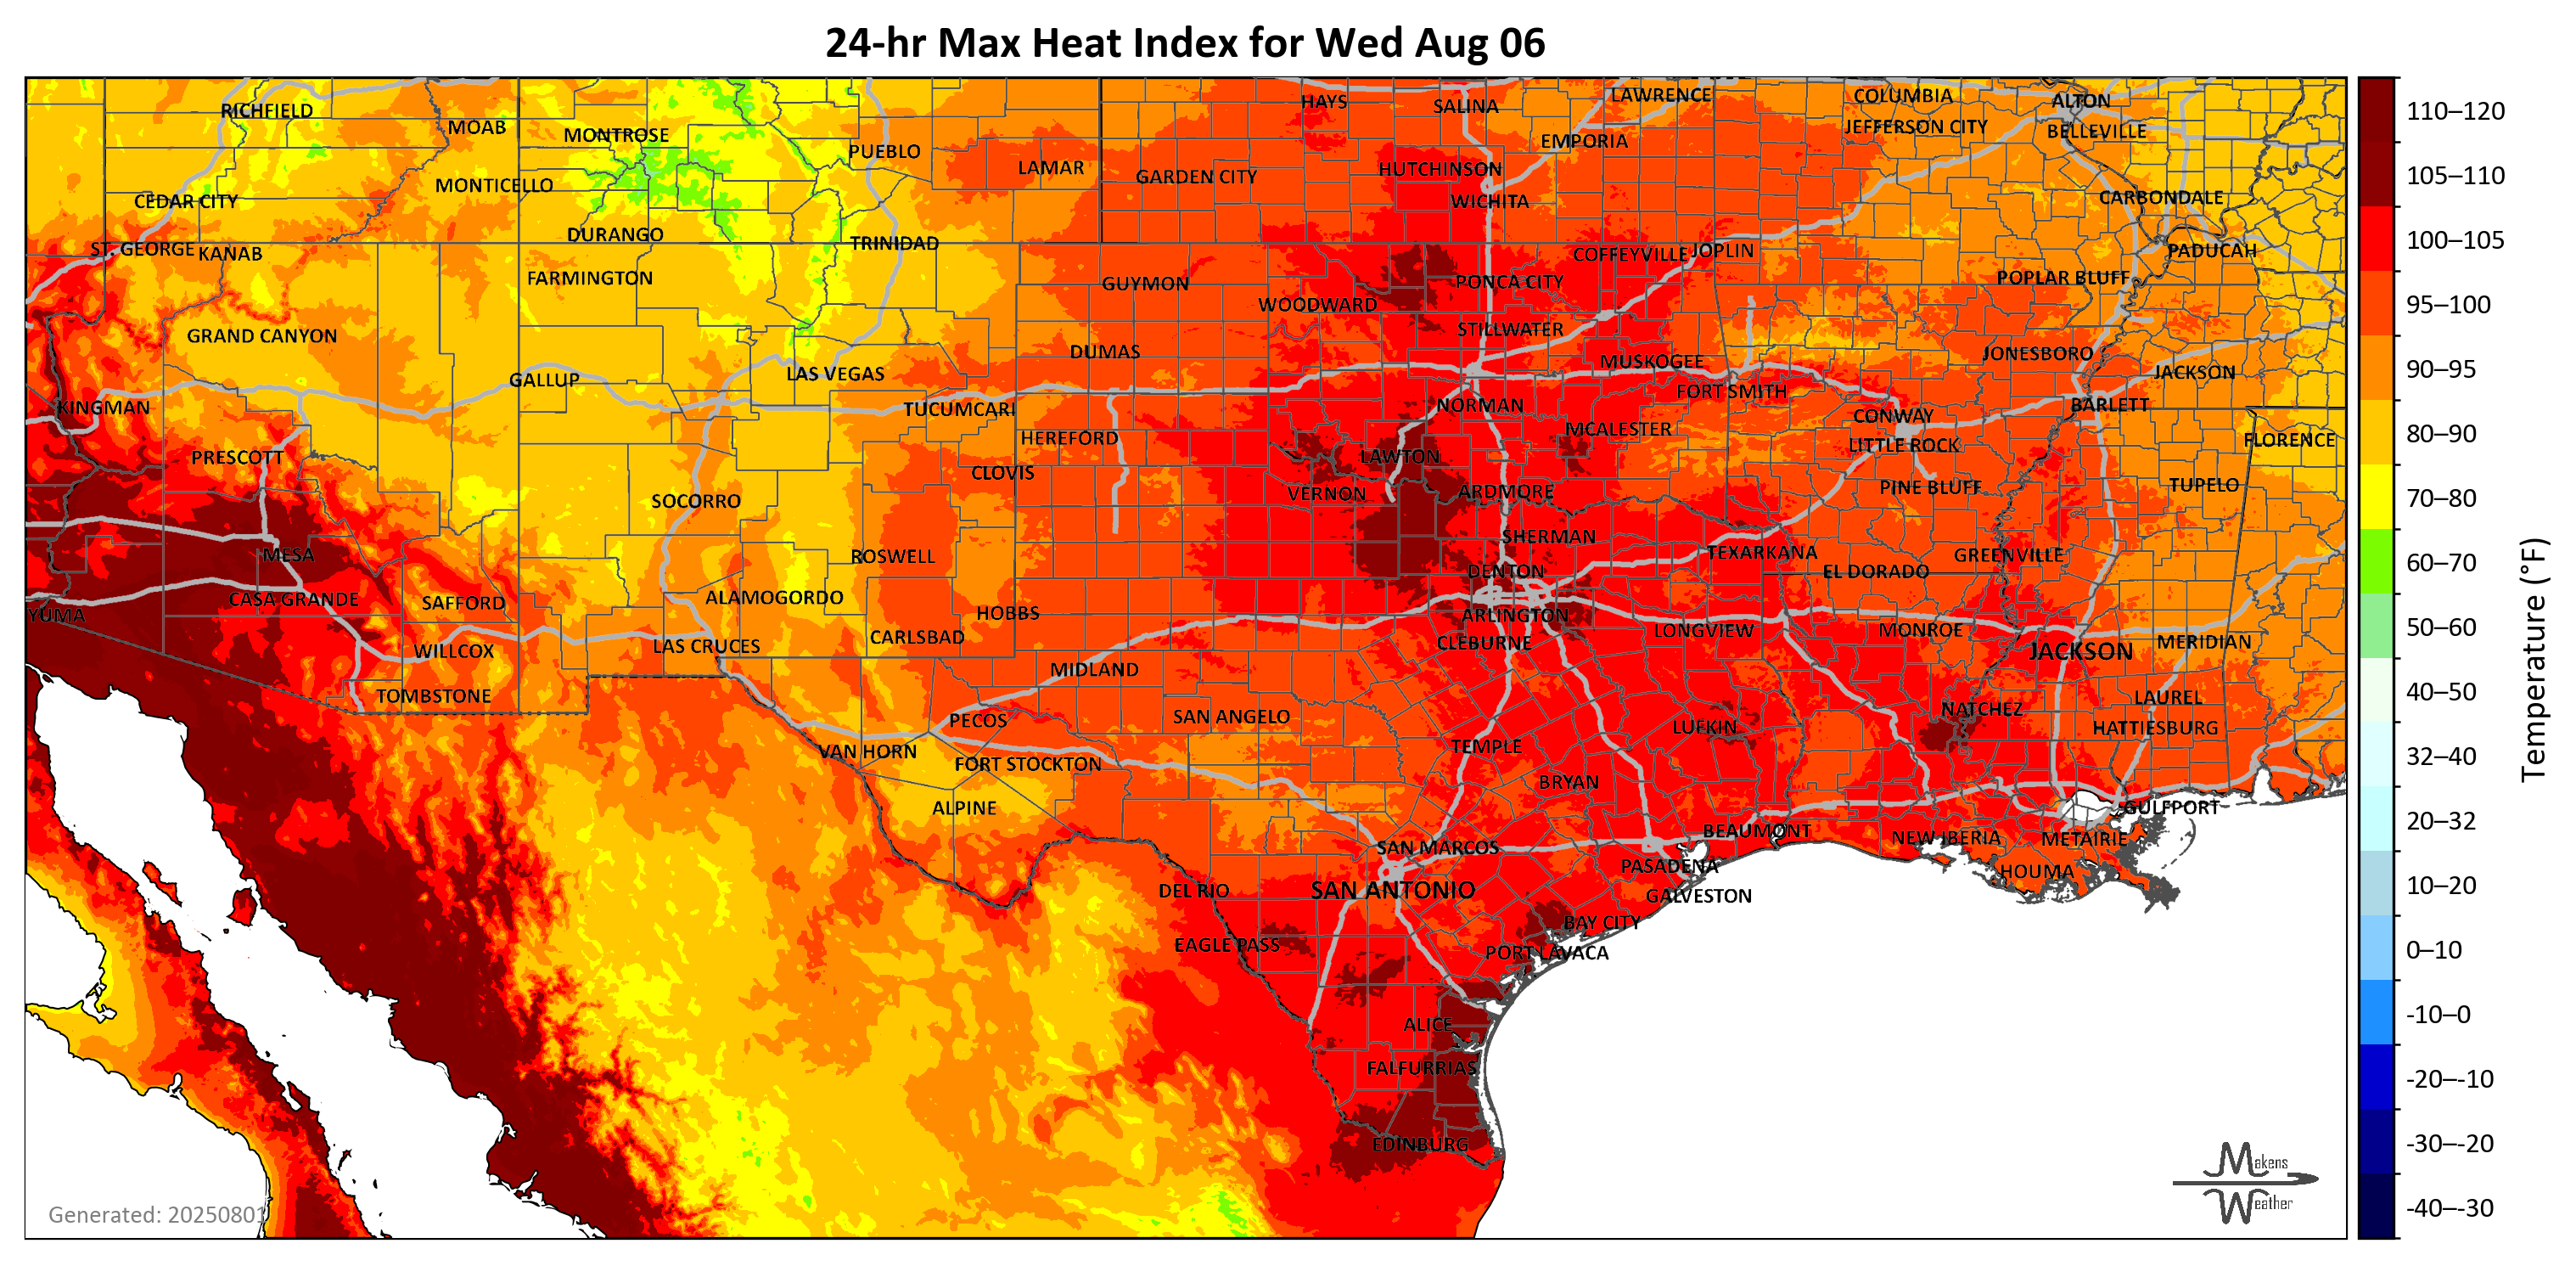 24-hr Max Heat Index for Wed Aug 06
HAYS
SALINA
LAWRENCE
COLUMBIA
ALTON
RICHFIELD
MOAB
MONTROSE
PUEBLO
EMPORIA
JEFFERSON CITY
BELLEVILLE
LAMAR
GARDEN CITY
HUTCHINSON
MONTICELLO
CEDAR CITY
WICHITA
CARBONDALE
DURANGO
TRINIDAD
ST. GEORGE
KANAB
COFFEYVILLE
JOPLIN
PADUCAH
FARMINGTON
GUYMON
PONCA CITY
POPLAR BLUFF
WOODWARD
GRAND CANYON
STILLWATER
DUMAS
MUSKOGEE
JONESBORO
GALLUP
LAS VEGAS
FORT SMITH
JACKSON
KINGMAN
TUCUMCARI
NORMAN
CONWAY
BARLETT
HEREFORD
MCALESTER
LITTLE ROCK
FLORENCE
PRESCOTT
CLOVIS
LAWTON
SOCORRO
VERNON
ARDMORE
PINE BLUFF
TUPELO
MESA
ROSWELL
SHERMAN
TEXARKANA
GREENVILLE
DENTON
EL DORADO
CASA GRANDE
SAFFORD
ALAMOGORDO
HOBBS
YUMA
ARLINGTON
CARLSBAD
CLEBURNE
LONGVIEW
MONROE
WILLCOX
LAS CRUCES
JACKSON
MERIDIAN
MIDLAND
TOMBSTONE
LAUREL
PECOS
SAN ANGELO
NATCHEZ
LUFKIN
HATTIESBURG
VAN HORN
FORT STOCKTON
TEMPLE
BRYAN
ALPINE
GULFPORT
BEAUMONT
NEW IBERIA
METAIRIE
SAN MARCOS
PASADENA
HOUMA
DEL RIO
SAN ANTONIO
GALVESTON
BAY CITY
EAGLE PASS
PORT LAVACA
ALICE
FALFURRIAS
EDINBURG
Makens
Weather
Generated: 20250801
110–120
105–110
100–105
95–100
90–95
80–90
70–80
60–70
50–60
40–50
32–40
20–32
10–20
0–10
-10–0
-20–-10
-30–-20
-40–-30
Temperature (°F)